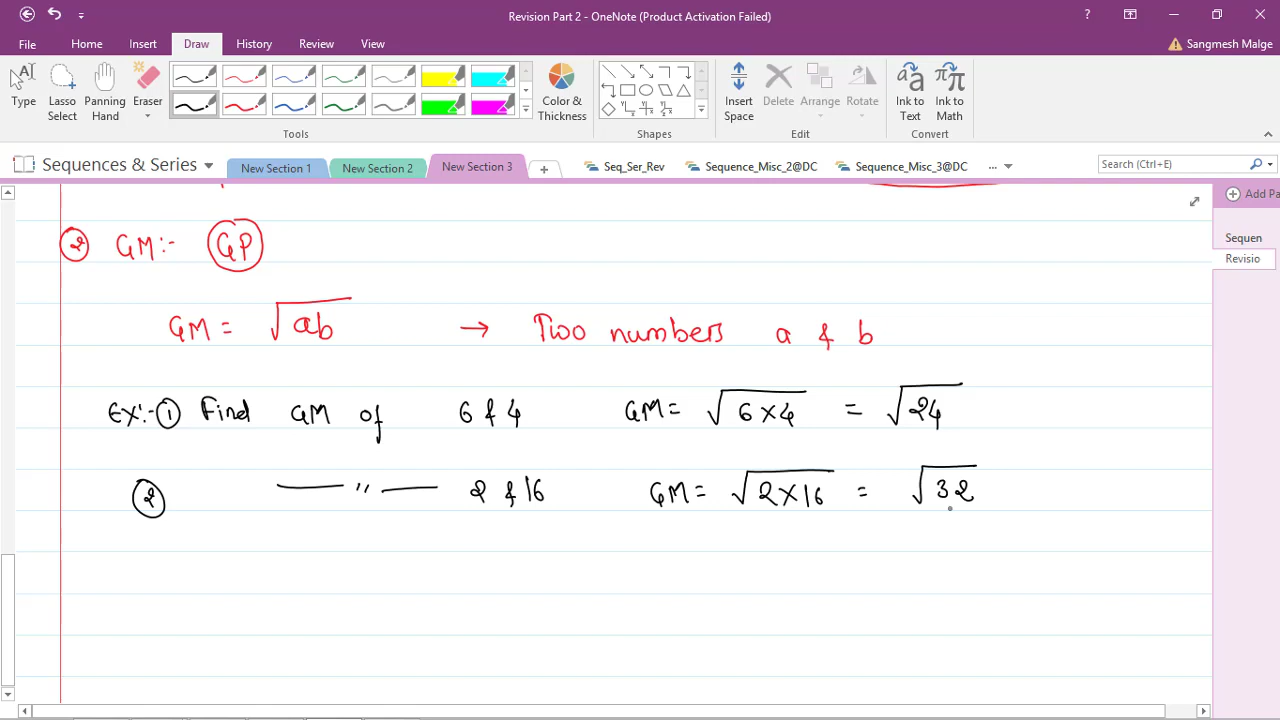 Revision Part 2 - OneNote (Product Activation Failed)
File Home Insert Draw History Review View
Sangmesh Malge
Type
Lasso Select
Panning Hand
Eraser
Color & Thickness
Insert Space
Delete
Arrange
Rotate
Ink to Text
Ink to Math
Tools Shapes Edit Convert
Sequences & Series New Section 1 New Section 2 New Section 3 Seq_Ser_Rev Sequence_Misc_2@DC Sequence_Misc_3@DC ... Search (Ctrl+E)
Add Pa
Sequen
Revisio
② GM:- GP
GM = √ab → Two numbers a & b
Ex:- ① Find GM of 6 & 4 GM = √6×4 = √24
② —— " —— 2 & 16 GM = √2×16 = √32